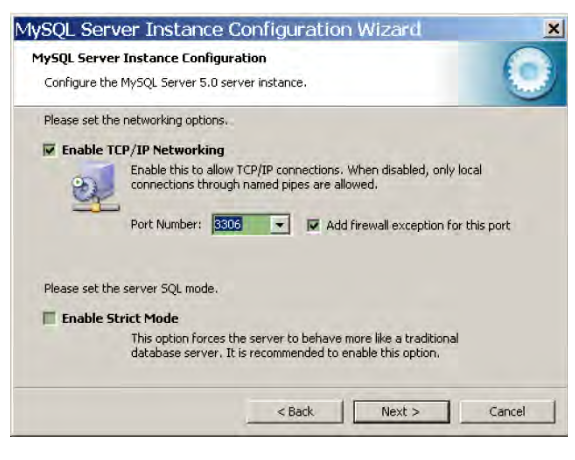 MySQL Server Instance Configuration Wizard
MySQL Server Instance Configuration
Configure the MySQL Server 5.0 server instance.
Please set the networking options.
Enable TCP/IP Networking
Enable this to allow TCP/IP connections. When disabled, only local
connections through named pipes are allowed.
Port Number: 3306 Add firewall exception for this port
Please set the server SQL mode.
Enable Strict Mode
This option forces the server to behave more like a traditional
database server. It is recommended to enable this option.
< Back Next > Cancel